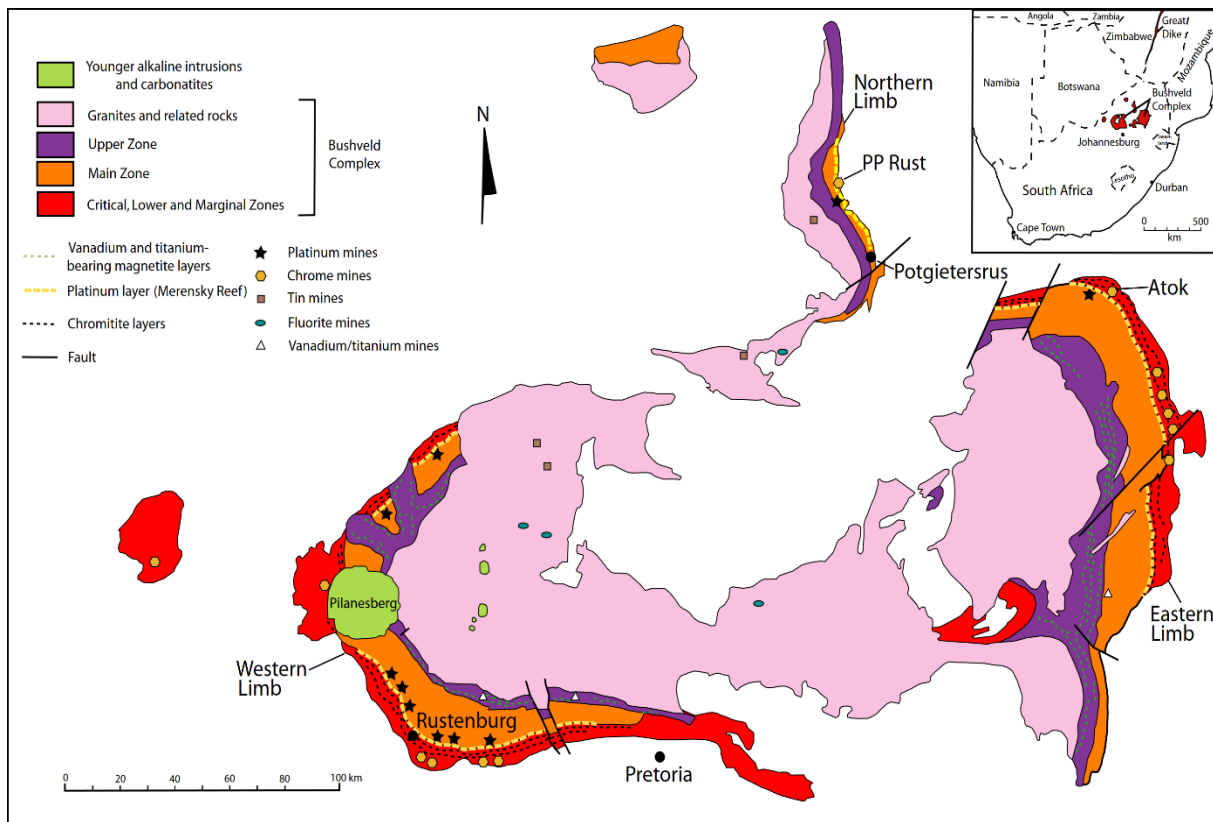 Younger alkaline intrusions
and carbonatites
Granites and related rocks
Upper Zone
Main Zone
Critical, Lower and Marginal Zones
Bushveld
Complex
Vanadium and titanium-
bearing magnetite layers
Platinum layer (Merensky Reef)
Chromitite layers
Fault
Platinum mines
Chrome mines
Tin mines
Fluorite mines
Vanadium/titanium mines
N
Northern
Limb
PP Rust
Potgietersrus
Atok
Eastern
Limb
Pilanesberg
Western
Limb
Rustenburg
Pretoria
0 20 40 60 80 100 km
Angola
Zambia
Great
Dike
Zimbabwe
Mozambique
Namibia
Botswana
Bushveld
Complex
Johannesburg
Lesotho
South Africa
Durban
Cape Town
0 500
km